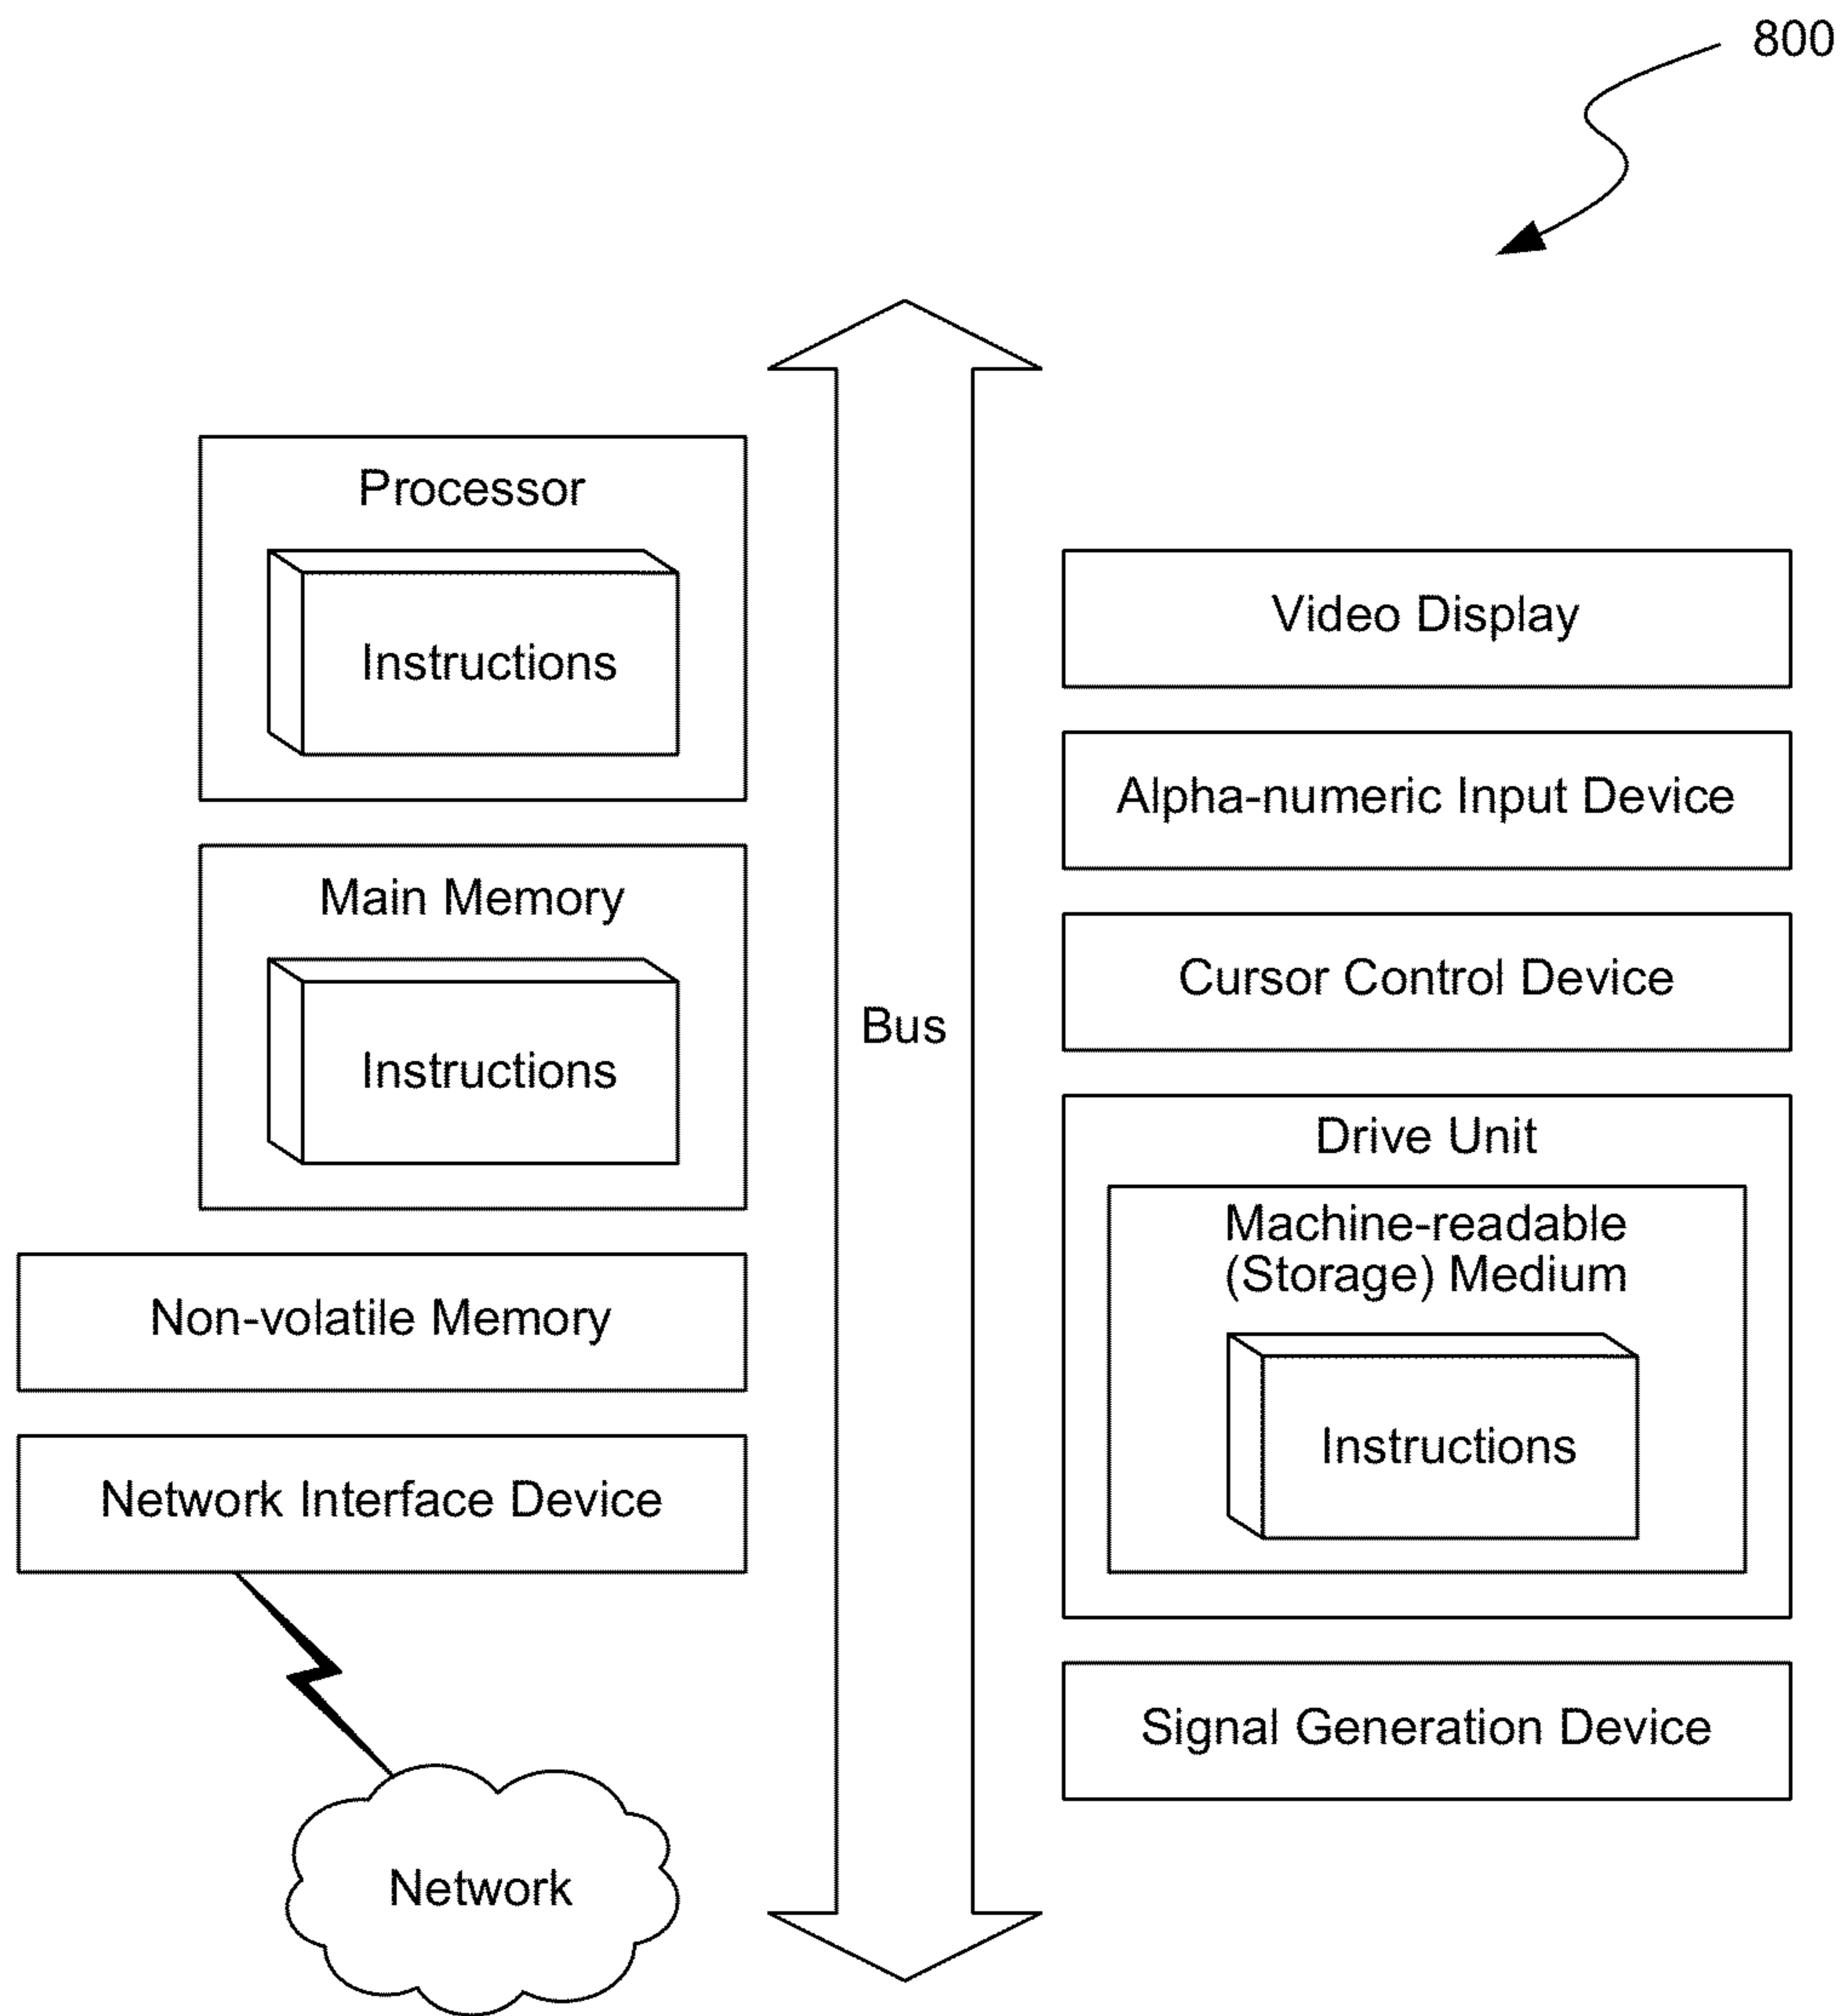 800
Processor
Instructions
Main Memory
Instructions
Non-volatile Memory
Network Interface Device
Network
Bus
Video Display
Alpha-numeric Input Device
Cursor Control Device
Drive Unit
Machine-readable
(Storage) Medium
Instructions
Signal Generation Device